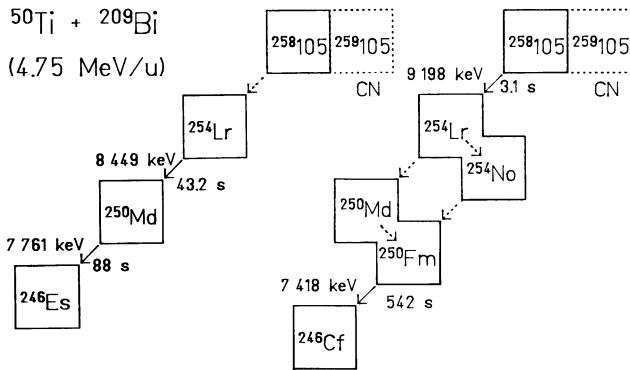 ⁵⁰Ti + ²⁰⁹Bi
(4.75 MeV/u)
²⁵⁸105 ²⁵⁹105
CN
²⁵⁴Lr
8 449 keV
43.2 s
²⁵⁰Md
7 761 keV
88 s
²⁴⁶Es
²⁵⁸105 ²⁵⁹105
CN
9 198 keV
3.1 s
²⁵⁴Lr
²⁵⁴No
²⁵⁰Md
²⁵⁰Fm
7 418 keV
542 s
²⁴⁶Cf